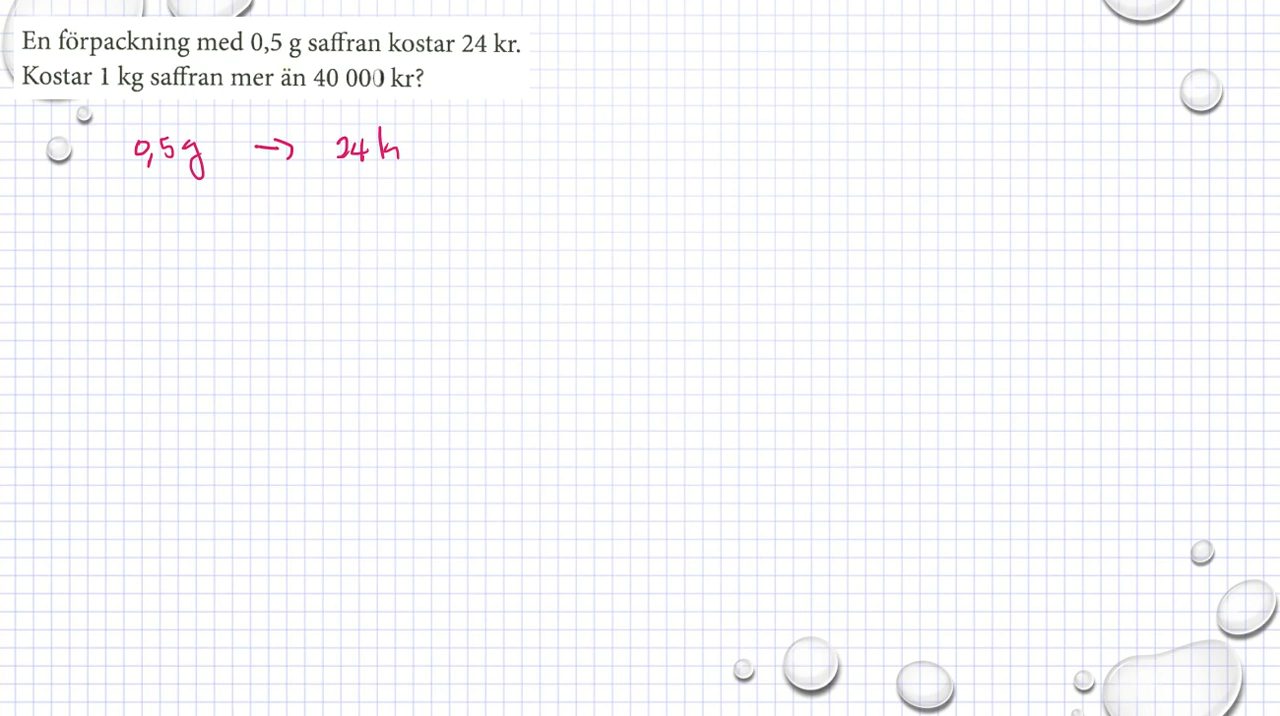 En förpackning med 0,5 g saffran kostar 24 kr.
Kostar 1 kg saffran mer än 40 000 kr?
0,5 g → 24 kr